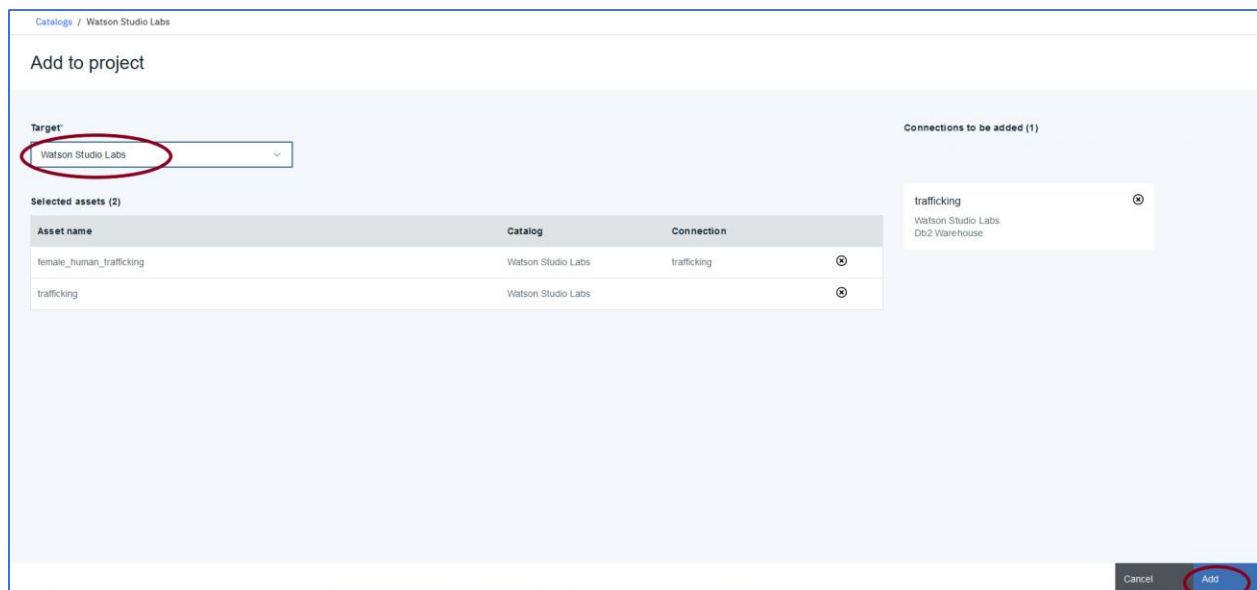 Catalogs / Watson Studio Labs
Add to project
Target*
Watson Studio Labs
Selected assets (2)
Asset name Catalog Connection
female_human_trafficking Watson Studio Labs trafficking
trafficking Watson Studio Labs
Connections to be added (1)
trafficking
Watson Studio Labs
Db2 Warehouse
Cancel Add